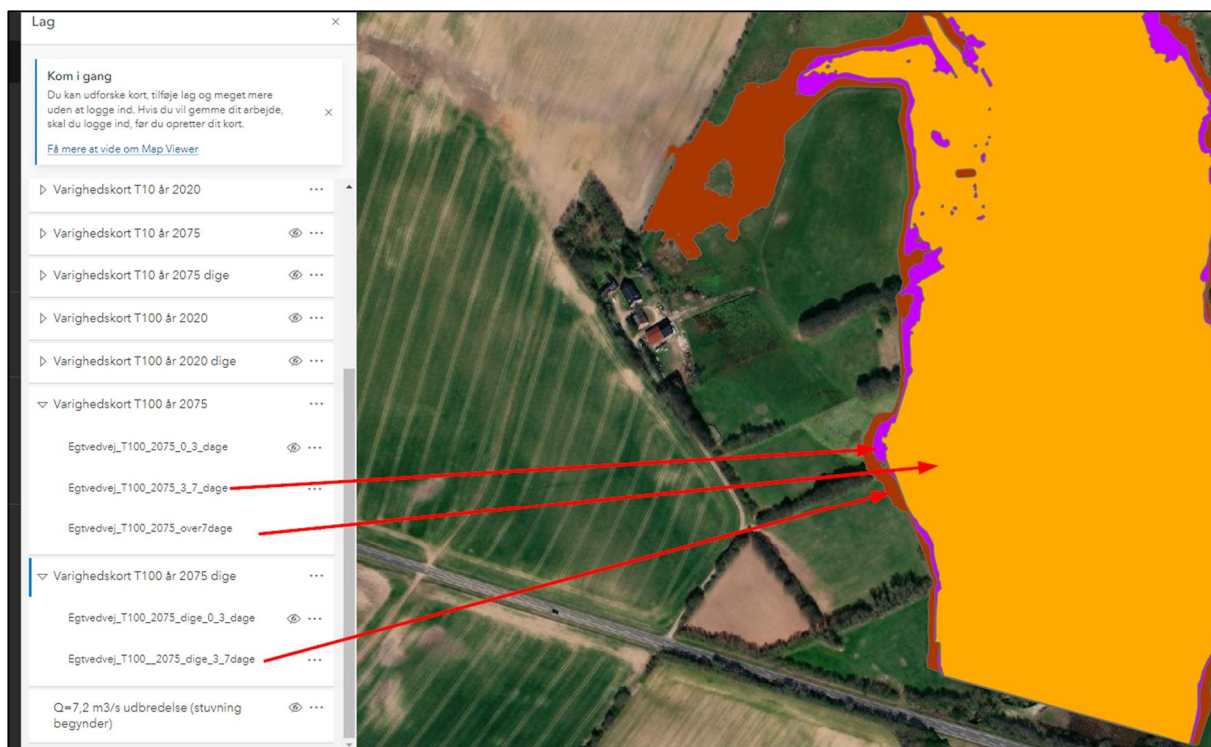 Lag
Kom i gang
Du kan udforske kort, tilføje lag og meget mere
uden at logge ind. Hvis du vil gemme dit arbejde,
skal du logge ind, før du opretter dit kort.
Få mere at vide om Map Viewer
Varighedskort T10 år 2020
Varighedskort T10 år 2075
Varighedskort T10 år 2075 dige
Varighedskort T100 år 2020
Varighedskort T100 år 2020 dige
Varighedskort T100 år 2075
Egtvedvej_T100_2075_0_3_dage
Egtvedvej_T100_2075_3_7_dage
Egtvedvej_T100_2075_over7dage
Varighedskort T100 år 2075 dige
Egtvedvej_T100_2075_dige_0_3_dage
Egtvedvej_T100__2075_dige_3_7dage
Q=7,2 m3/s udbredelse (stuvning
begynder)